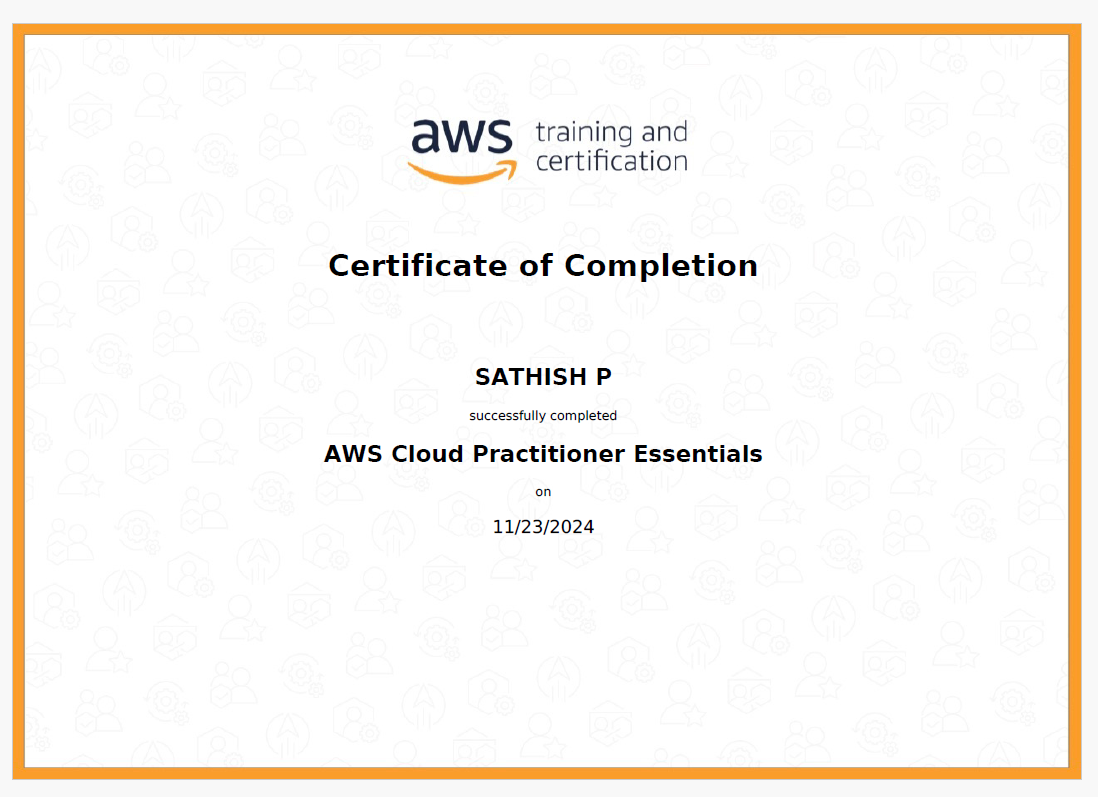 aws training and
certification
Certificate of Completion
SATHISH P
successfully completed
AWS Cloud Practitioner Essentials
on
11/23/2024